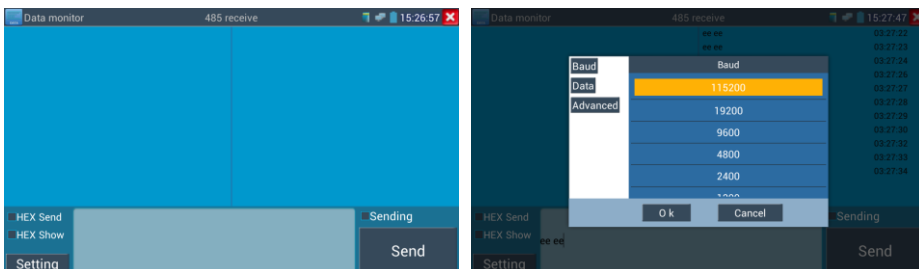 Data monitor 485 receive 15:26:57
HEX Send
HEX Show
Setting
Sending
Send
Data monitor 485 receive 15:27:47
ee ee 03:27:22
ee ee 03:27:23
03:27:24
03:27:26
03:27:27
03:27:28
03:27:29
03:27:30
03:27:32
03:27:33
03:27:34
Baud
Data
Advanced
Baud
115200
19200
9600
4800
2400
1200
Ok Cancel
HEX Send
HEX Show
ee ee
Setting
Sending
Send